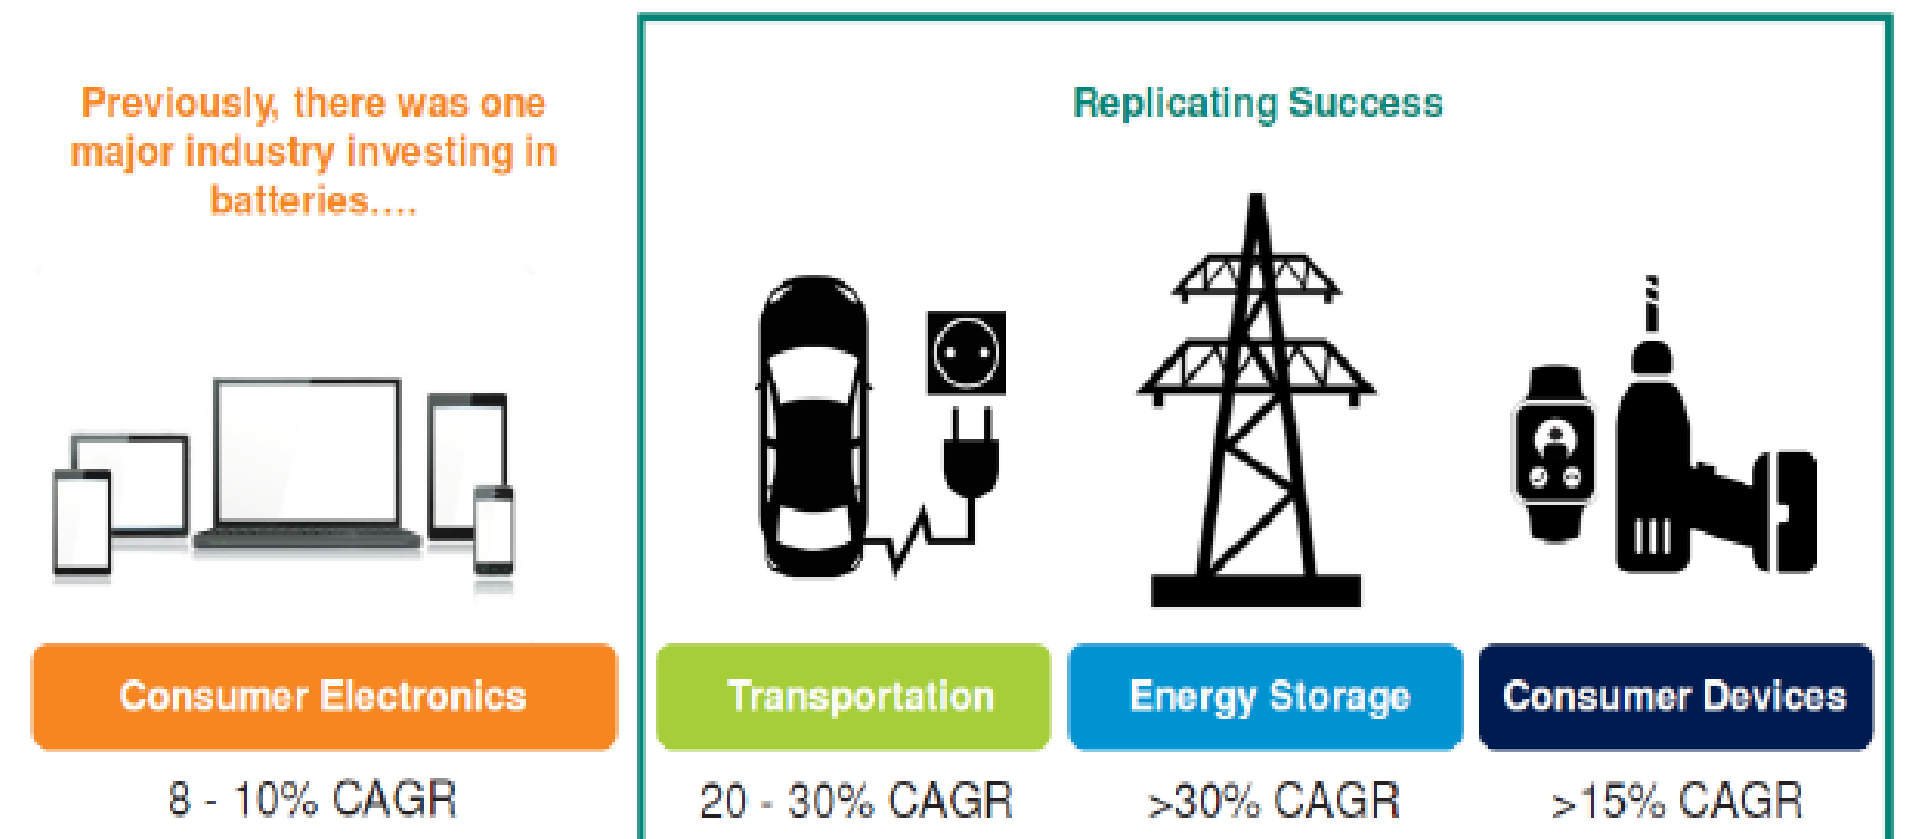 Previously, there was one
major industry investing in
batteries....
Consumer Electronics
8 - 10% CAGR
Replicating Success
Transportation
20 - 30% CAGR
Energy Storage
>30% CAGR
Consumer Devices
>15% CAGR